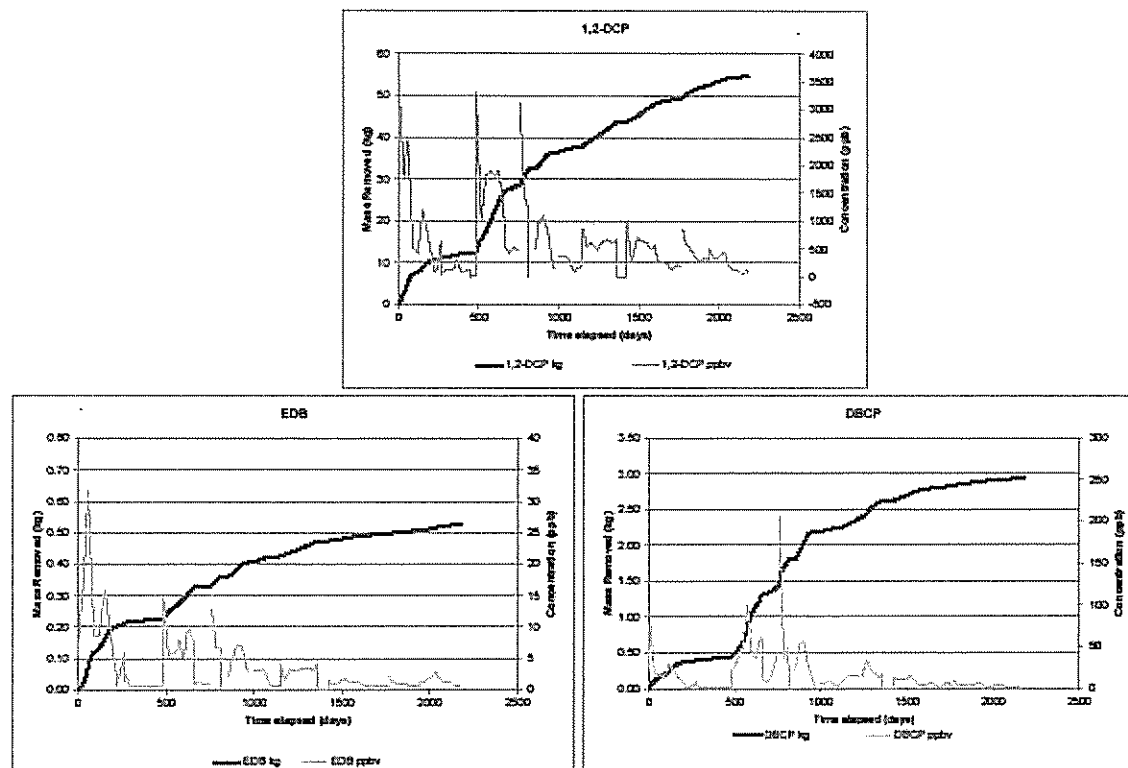 1,2-DCP
60
50
40
30
20
10
0
Mass Removed (kg)
4000
3500
3000
2500
2000
1500
1000
500
0
-500
Concentration (ppb)
0 500 1000 1500 2000 2500
Time elapsed (days)
1,2-DCP kg 1,2-DCP ppbv
EDB
0.80
0.70
0.60
0.50
0.40
0.30
0.20
0.10
0.00
Mass Removed (kg)
40
35
30
25
20
15
10
5
0
Concentration (ppb)
0 500 1000 1500 2000 2500
Time elapsed (days)
EDB kg EDB ppbv
DBCP
3.50
3.00
2.50
2.00
1.50
1.00
0.50
0.00
Mass Removed (kg)
300
250
200
150
100
50
0
Concentration (ppb)
0 500 1000 1500 2000 2500
Time elapsed (days)
DBCP kg DBCP ppbv